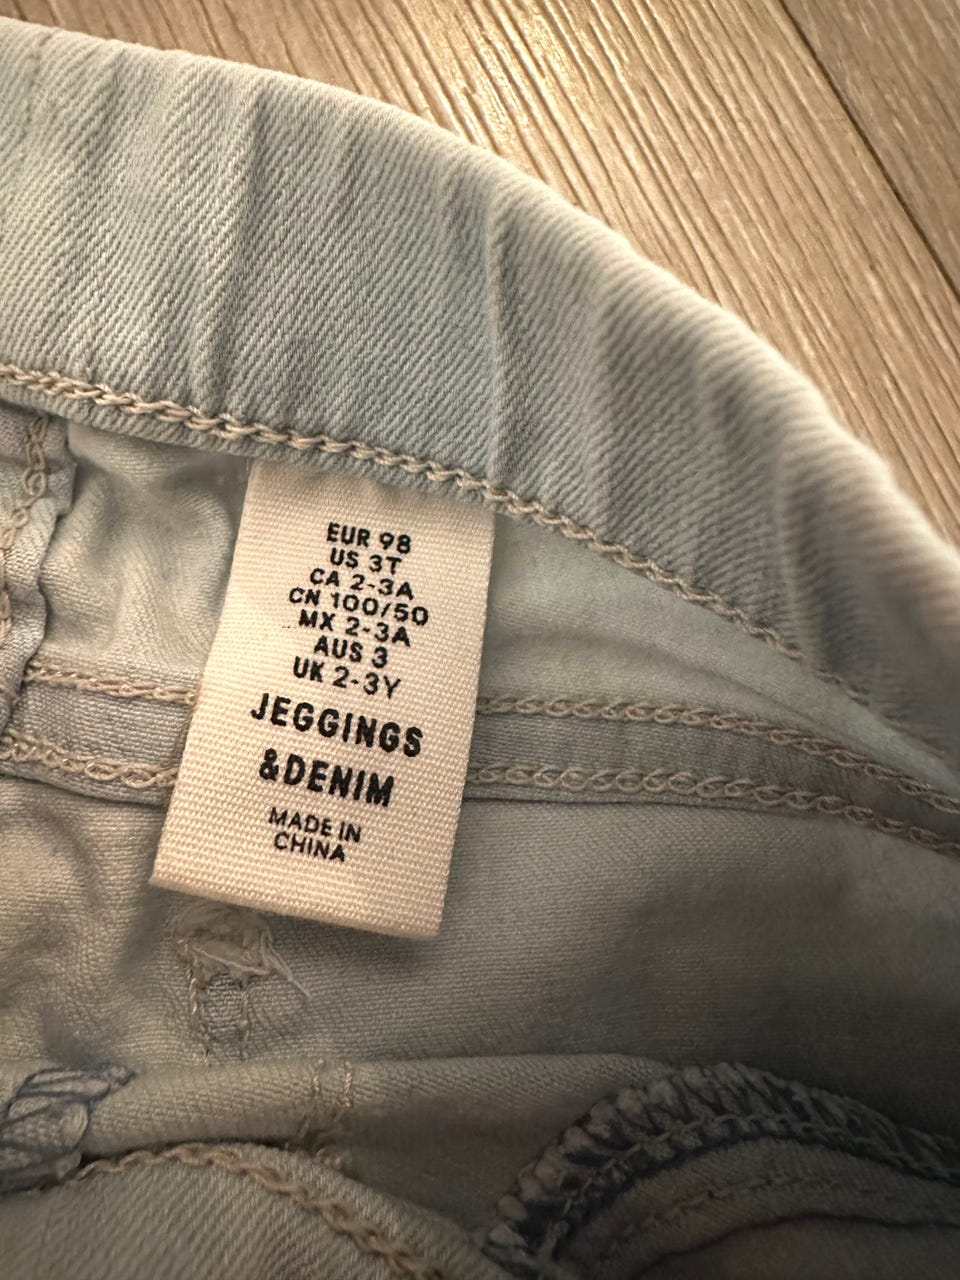 EUR 98
US 3T
CA 2-3A
CN 100/50
MX 2-3A
AUS 3
UK 2-3Y
JEGGINGS
&DENIM
MADE IN
CHINA